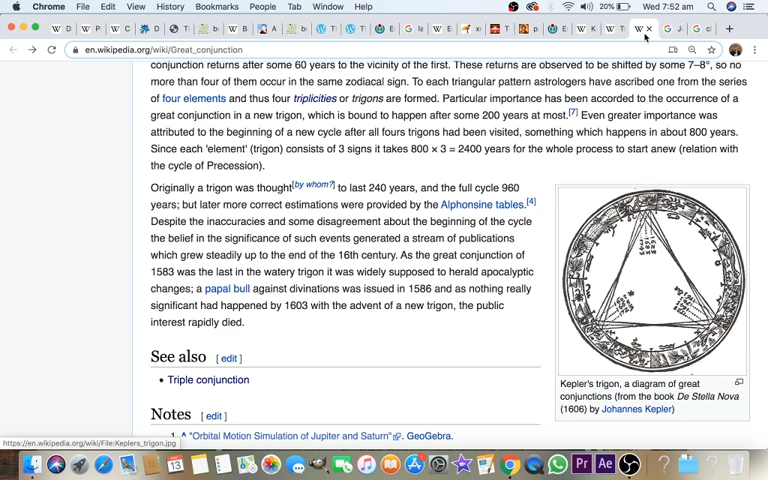 Chrome File Edit View History Bookmarks People Tab Window Help 20% Wed 7:52 am
en.wikipedia.org/wiki/Great_conjunction
conjunction returns after some 60 years to the vicinity of the first. These returns are observed to be shifted by some 7–8°, so no
more than four of them occur in the same zodiacal sign. To each triangular pattern astrologers have ascribed one from the series
of four elements and thus four triplicities or trigons are formed. Particular importance has been accorded to the occurrence of a
great conjunction in a new trigon, which is bound to happen after some 200 years at most.[7] Even greater importance was
attributed to the beginning of a new cycle after all fours trigons had been visited, something which happens in about 800 years.
Since each 'element' (trigon) consists of 3 signs it takes 800 × 3 = 2400 years for the whole process to start anew (relation with
the cycle of Precession).
Originally a trigon was thought[by whom?] to last 240 years, and the full cycle 960
years; but later more correct estimations were provided by the Alphonsine tables.[4]
Despite the inaccuracies and some disagreement about the beginning of the cycle
the belief in the significance of such events generated a stream of publications
which grew steadily up to the end of the 16th century. As the great conjunction of
1583 was the last in the watery trigon it was widely supposed to herald apocalyptic
changes; a papal bull against divinations was issued in 1586 and as nothing really
significant had happened by 1603 with the advent of a new trigon, the public
interest rapidly died.
See also [ edit ]
• Triple conjunction
Notes [ edit ]
1. ^ "Orbital Motion Simulation of Jupiter and Saturn". GeoGebra.
Kepler's trigon, a diagram of great
conjunctions (from the book De Stella Nova
(1606) by Johannes Kepler)
https://en.wikipedia.org/wiki/File:Keplers_trigon.jpg